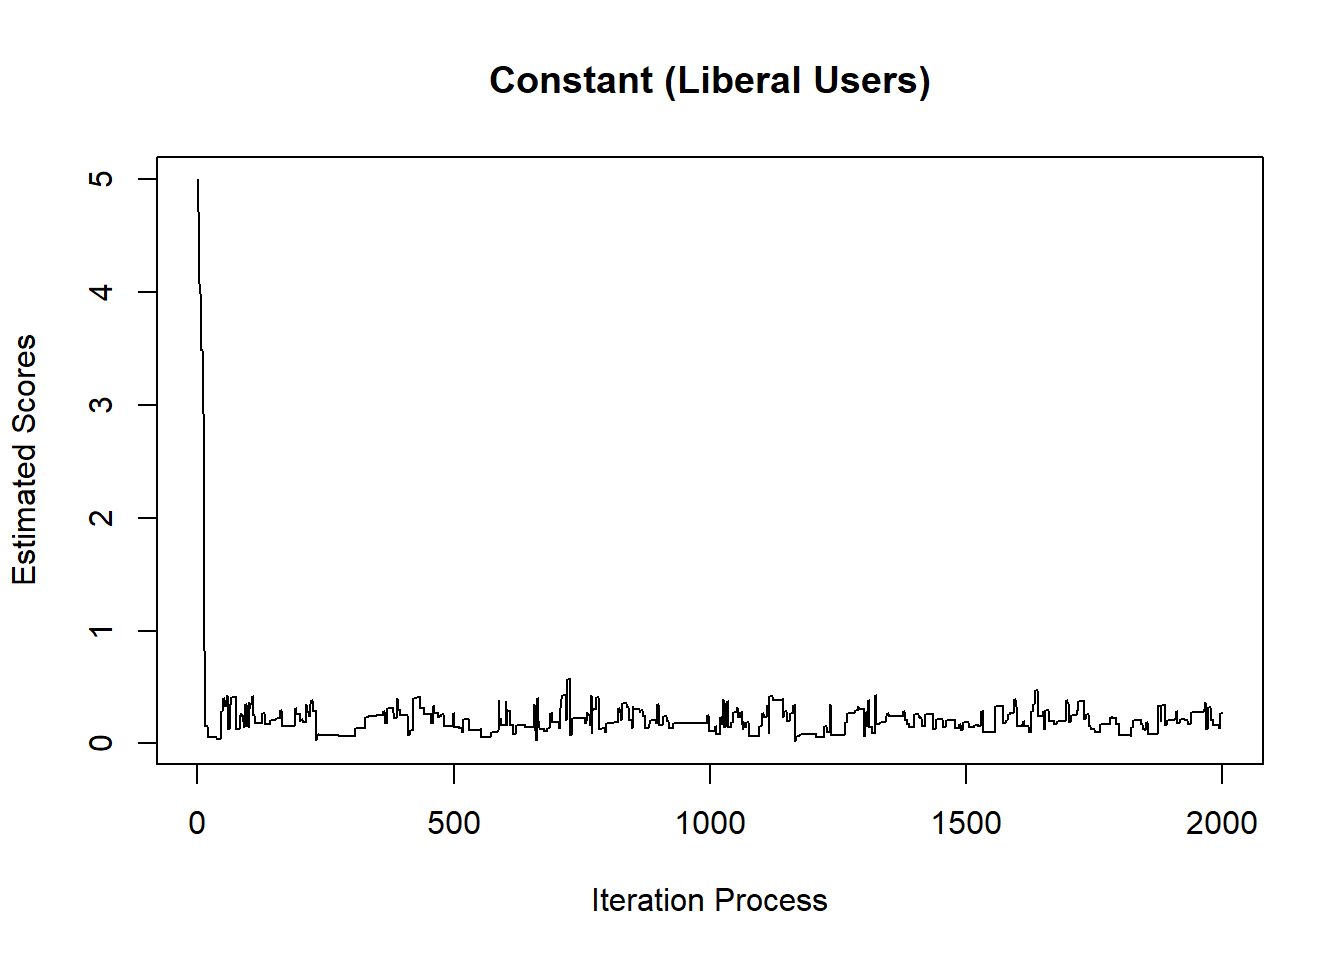 Constant (Liberal Users)
Estimated Scores
5
4
3
2
1
0
0 500 1000 1500 2000
Iteration Process